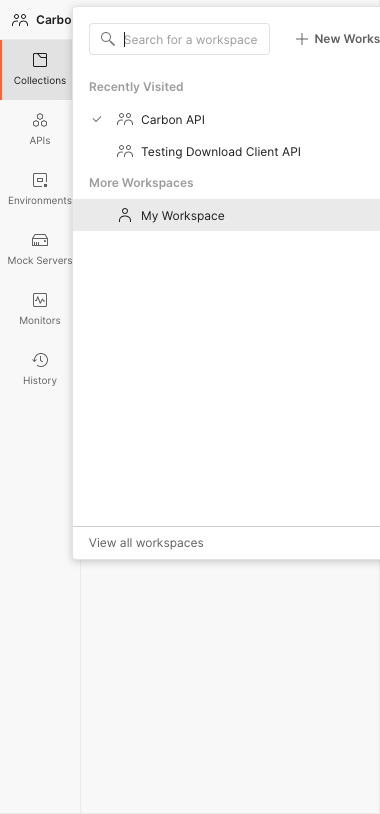 Carbo
Search for a workspace
New Works
Collections
APIs
Environments
Mock Servers
Monitors
History
Recently Visited
Carbon API
Testing Download Client API
More Workspaces
My Workspace
View all workspaces